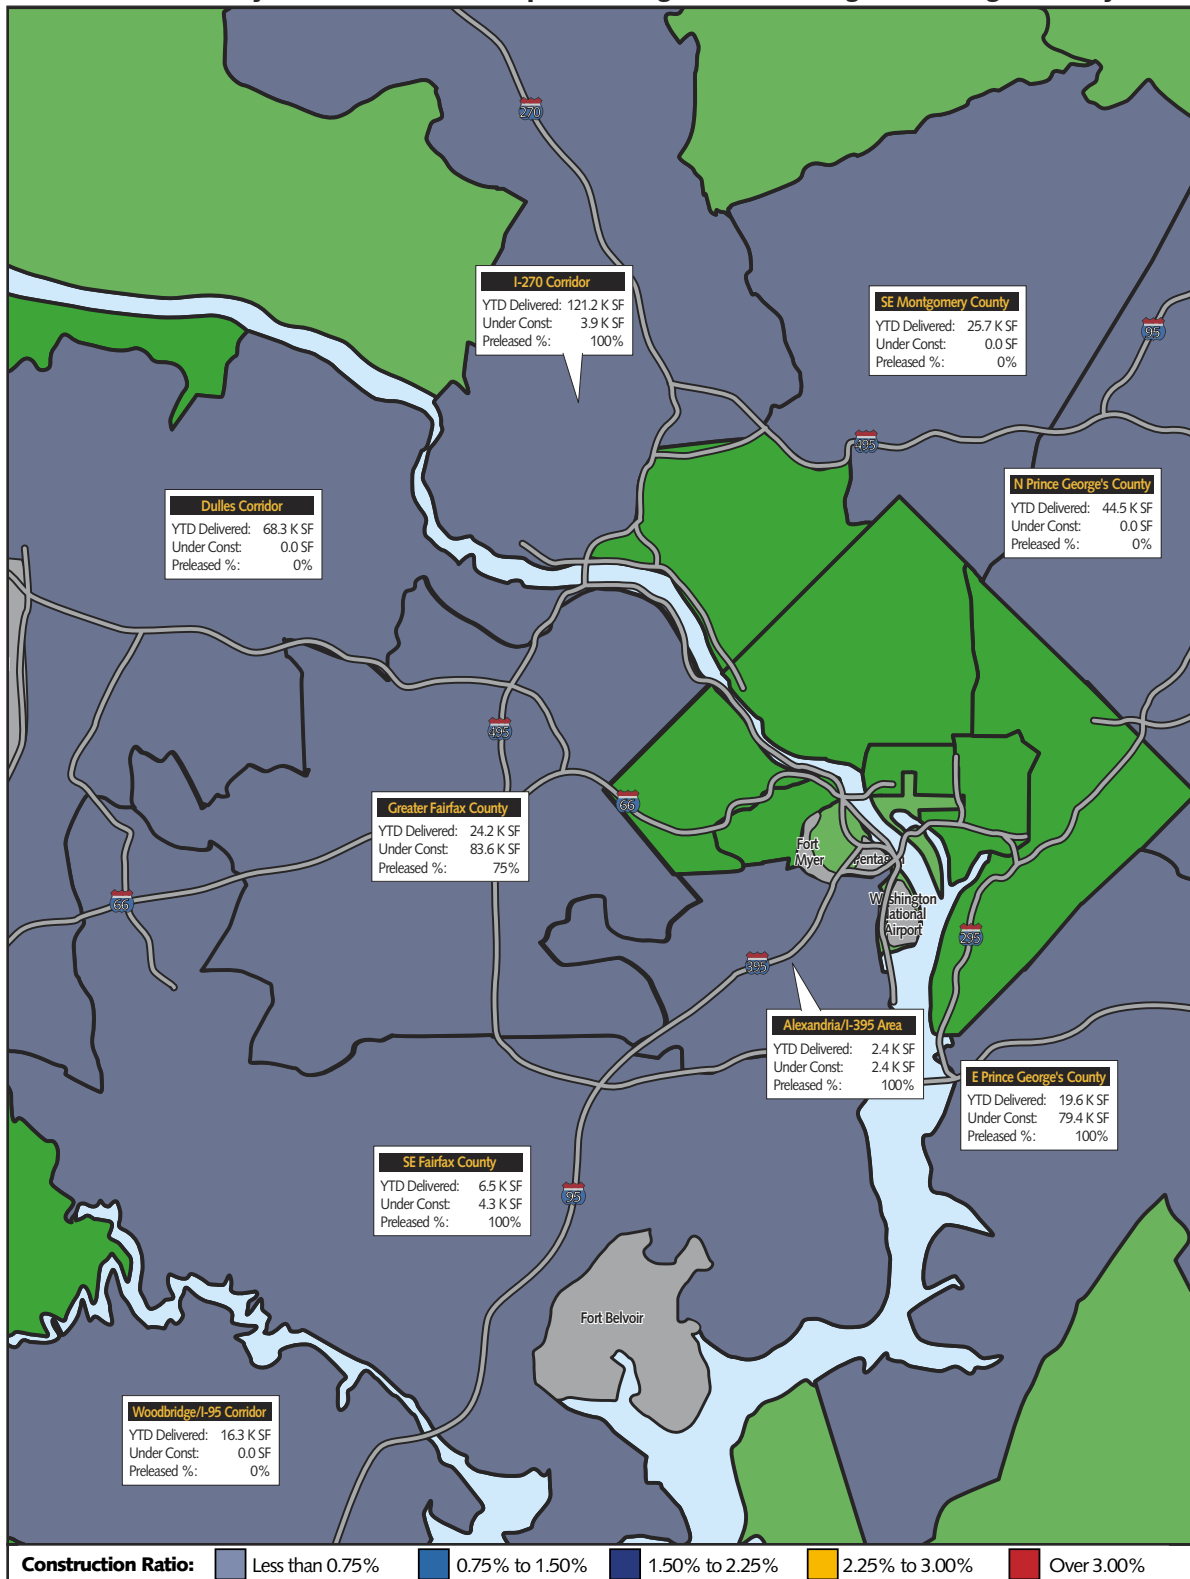 270
I-270 Corridor
YTD Delivered: 121.2 K SF
Under Const: 3.9 K SF
Preleased %: 100%
SE Montgomery County
YTD Delivered: 25.7 K SF
Under Const: 0.0 SF
Preleased %: 0%
95
495
N Prince George's County
YTD Delivered: 44.5 K SF
Under Const: 0.0 SF
Preleased %: 0%
Dulles Corridor
YTD Delivered: 68.3 K SF
Under Const: 0.0 SF
Preleased %: 0%
495
66
Greater Fairfax County
YTD Delivered: 24.2 K SF
Under Const: 83.6 K SF
Preleased %: 75%
Fort
Myer
Pentagon
Washington
National
Airport
66
295
395
Alexandria/I-395 Area
YTD Delivered: 2.4 K SF
Under Const: 2.4 K SF
Preleased %: 100%
E Prince George's County
YTD Delivered: 19.6 K SF
Under Const: 79.4 K SF
Preleased %: 100%
SE Fairfax County
YTD Delivered: 6.5 K SF
Under Const: 4.3 K SF
Preleased %: 100%
95
Fort Belvoir
Woodbridge/I-95 Corridor
YTD Delivered: 16.3 K SF
Under Const: 0.0 SF
Preleased %: 0%
Construction Ratio: Less than 0.75% 0.75% to 1.50% 1.50% to 2.25% 2.25% to 3.00% Over 3.00%